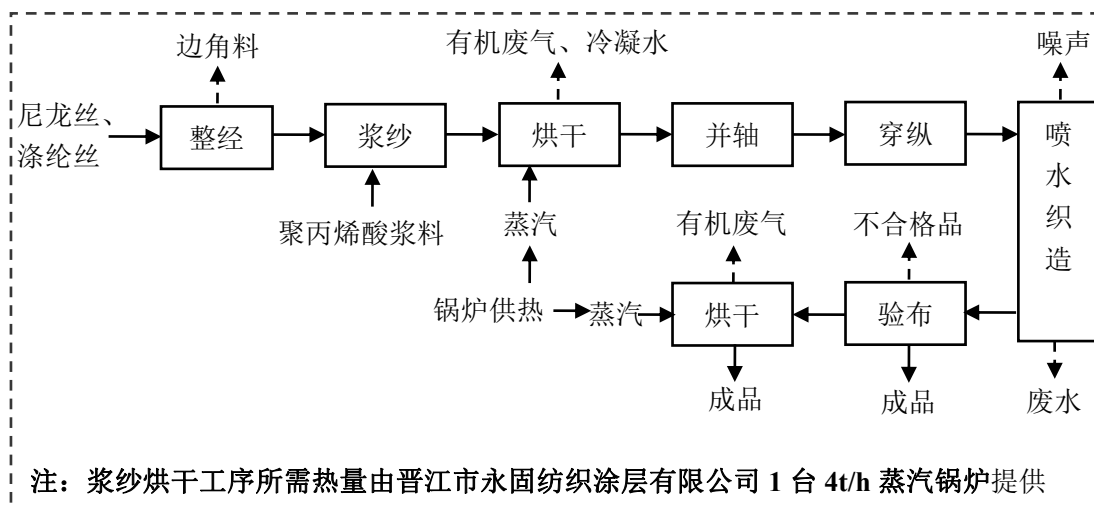 边角料
有机废气、冷凝水
噪声
尼龙丝、
涤纶丝
整经
浆纱
烘干
并轴
穿纵
喷水织造
聚丙烯酸浆料
蒸汽
有机废气
不合格品
锅炉供热
蒸汽
烘干
验布
成品
成品
废水
注：浆纱烘干工序所需热量由晋江市永固纺织涂层有限公司 1 台 4t/h 蒸汽锅炉提供